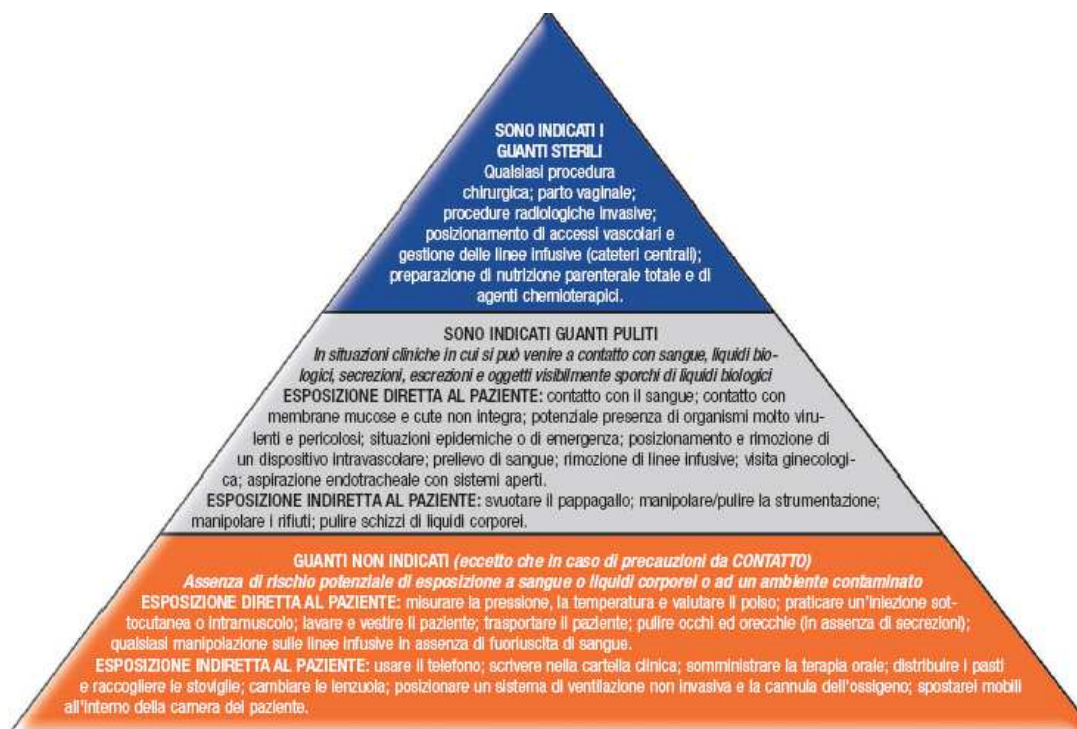 SONO INDICATI I
GUANTI STERILI
Qualsiasi procedura
chirurgica; parto vaginale;
procedure radiologiche invasive;
posizionamento di accessi vascolari e
gestione delle linee infusive (cateteri centrali);
preparazione di nutrizione parenterale totale e di
agenti chemioterapici.
SONO INDICATI GUANTI PULITI
In situazioni cliniche in cui si può venire a contatto con sangue, liquidi bio-
logici, secrezioni, escrezioni e oggetti visibilmente sporchi di liquidi biologici
ESPOSIZIONE DIRETTA AL PAZIENTE: contatto con il sangue; contatto con
membrane mucose e cute non integra; potenziale presenza di organismi molto viru-
lenti e pericolosi; situazioni epidemiche o di emergenza; posizionamento e rimozione di
un dispositivo intravascolare; prelievo di sangue; rimozione di linee infusive; visita ginecologi-
ca; aspirazione endotracheale con sistemi aperti.
ESPOSIZIONE INDIRETTA AL PAZIENTE: svuotare il pappagallo; manipolare/pulire la strumentazione;
manipolare i rifiuti; pulire schizzi di liquidi corporei.
GUANTI NON INDICATI (eccetto che in caso di precauzioni da CONTATTO)
Assenza di rischio potenziale di esposizione a sangue o liquidi corporei o ad un ambiente contaminato
ESPOSIZIONE DIRETTA AL PAZIENTE: misurare la pressione, la temperatura e valutare il polso; praticare un'iniezione sot-
tocutanea o intramuscolo; lavare e vestire il paziente; trasportare il paziente; pulire occhi ed orecchie (in assenza di secrezioni);
qualsiasi manipolazione sulle linee infusive in assenza di fuoriuscita di sangue.
ESPOSIZIONE INDIRETTA AL PAZIENTE: usare il telefono; scrivere nella cartella clinica; somministrare la terapia orale; distribuire i pasti
e raccogliere le stoviglie; cambiare le lenzuola; posizionare un sistema di ventilazione non invasiva e la cannula dell'ossigeno; spostarei mobili
all'interno della camera del paziente.